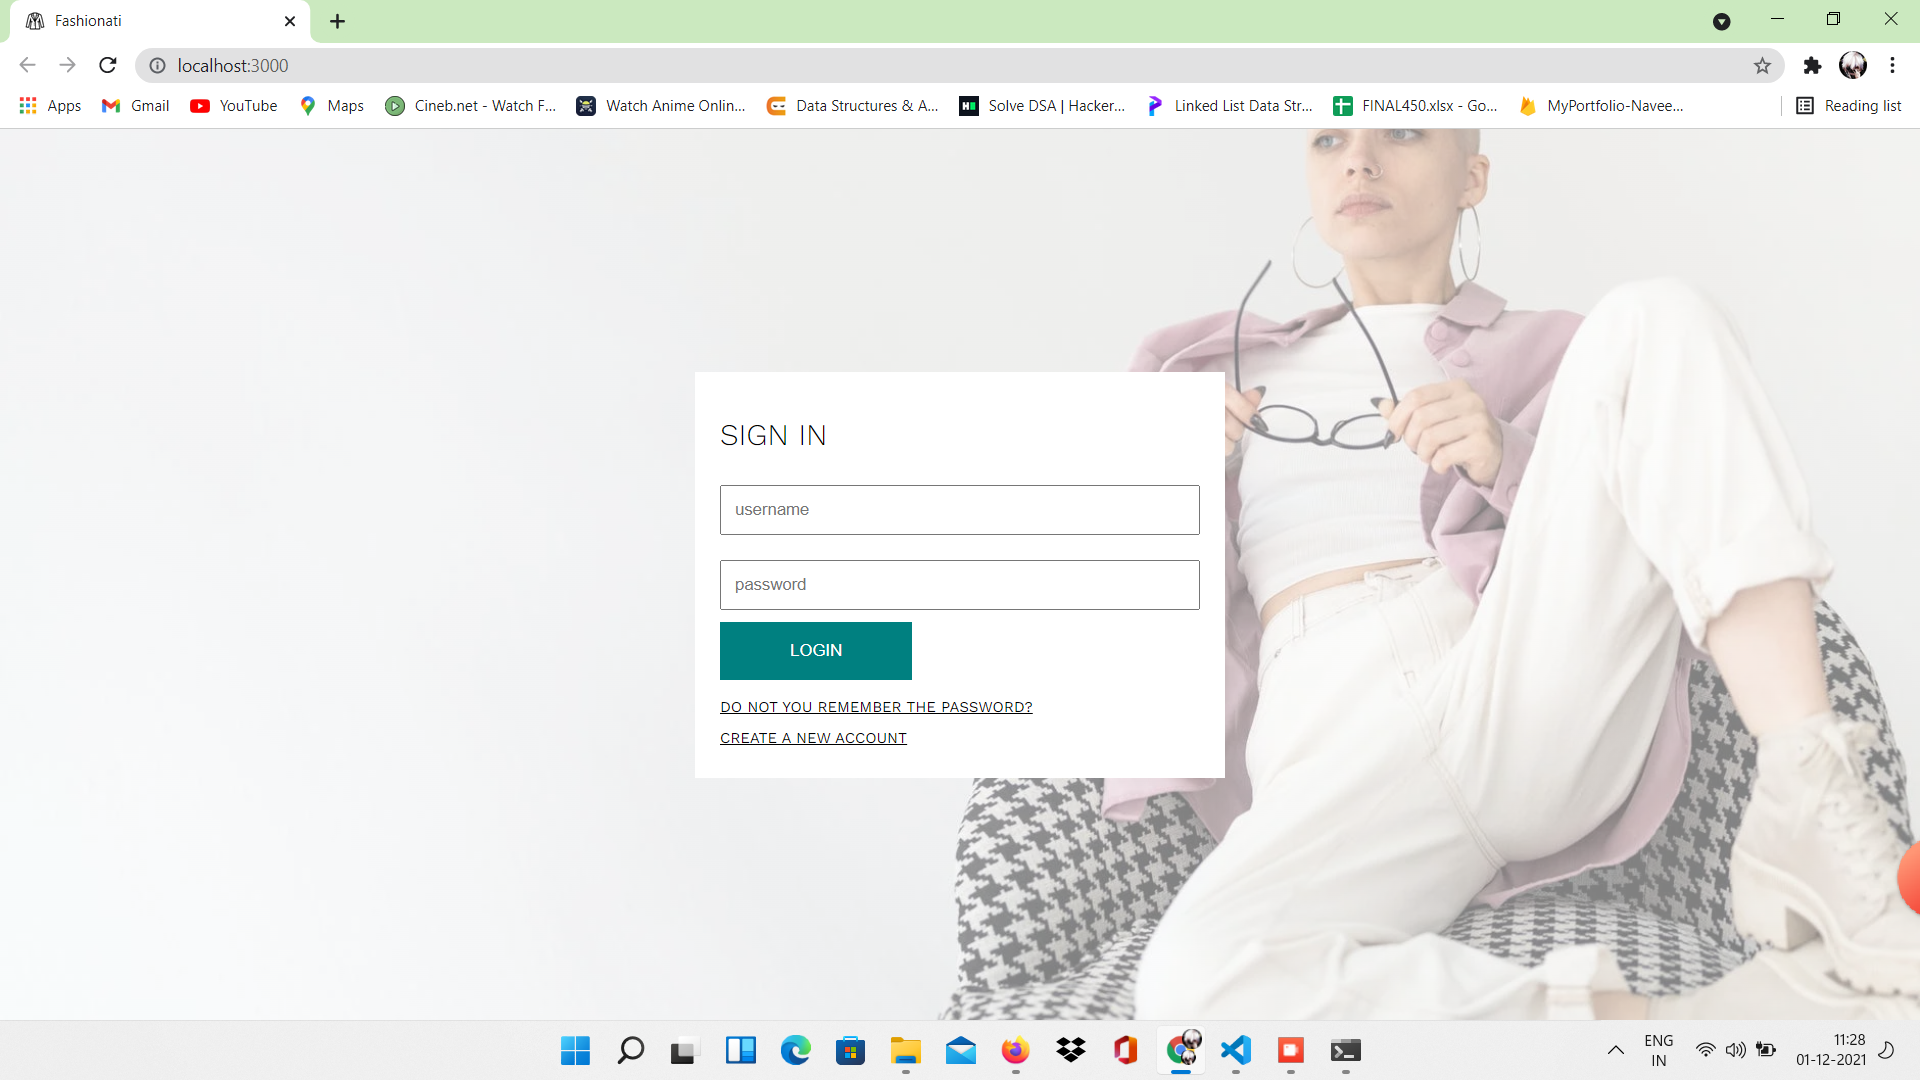 Fashionati
localhost:3000
Apps Gmail YouTube Maps Cineb.net - Watch F... Watch Anime Onlin... Data Structures & A... Solve DSA | Hacker... Linked List Data Str... FINAL450.xlsx - Go... MyPortfolio-Navee... Reading list
SIGN IN
username
password
LOGIN
DO NOT YOU REMEMBER THE PASSWORD?
CREATE A NEW ACCOUNT
ENG 11:28
IN 01-12-2021